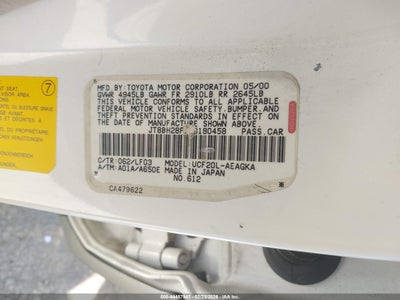 7
MFD. BY: TOYOTA MOTOR CORPORATION 05/00
GVWR 4945LB GAWR FR 2910LB RR 2645LB
THIS VEHICLE CONFORMS TO ALL APPLICABLE
FEDERAL MOTOR VEHICLE SAFETY, BUMPER, AND
THEFT PREVENTION STANDARDS IN EFFECT ON
THE DATE OF MANUFACTURE SHOWN ABOVE.
PASS.CAR
C/TR:062/LF03 MODEL:UCF20L-AEAGKA
A/TM:A01A/A650E MADE IN JAPAN
NO.612
CA479622